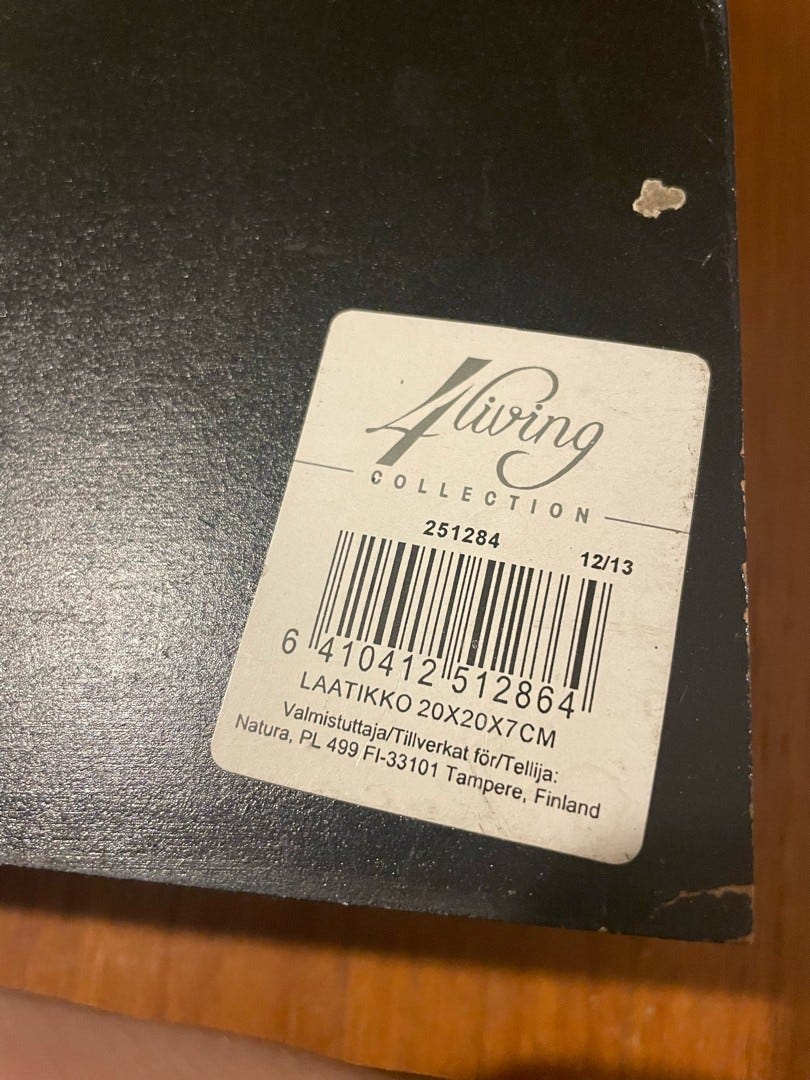 4living
COLLECTION
251284
12/13
6 410412 512864
LAATIKKO 20X20X7CM
Valmistuttaja/Tillverkat för/Tellija:
Natura, PL 499 FI-33101 Tampere, Finland